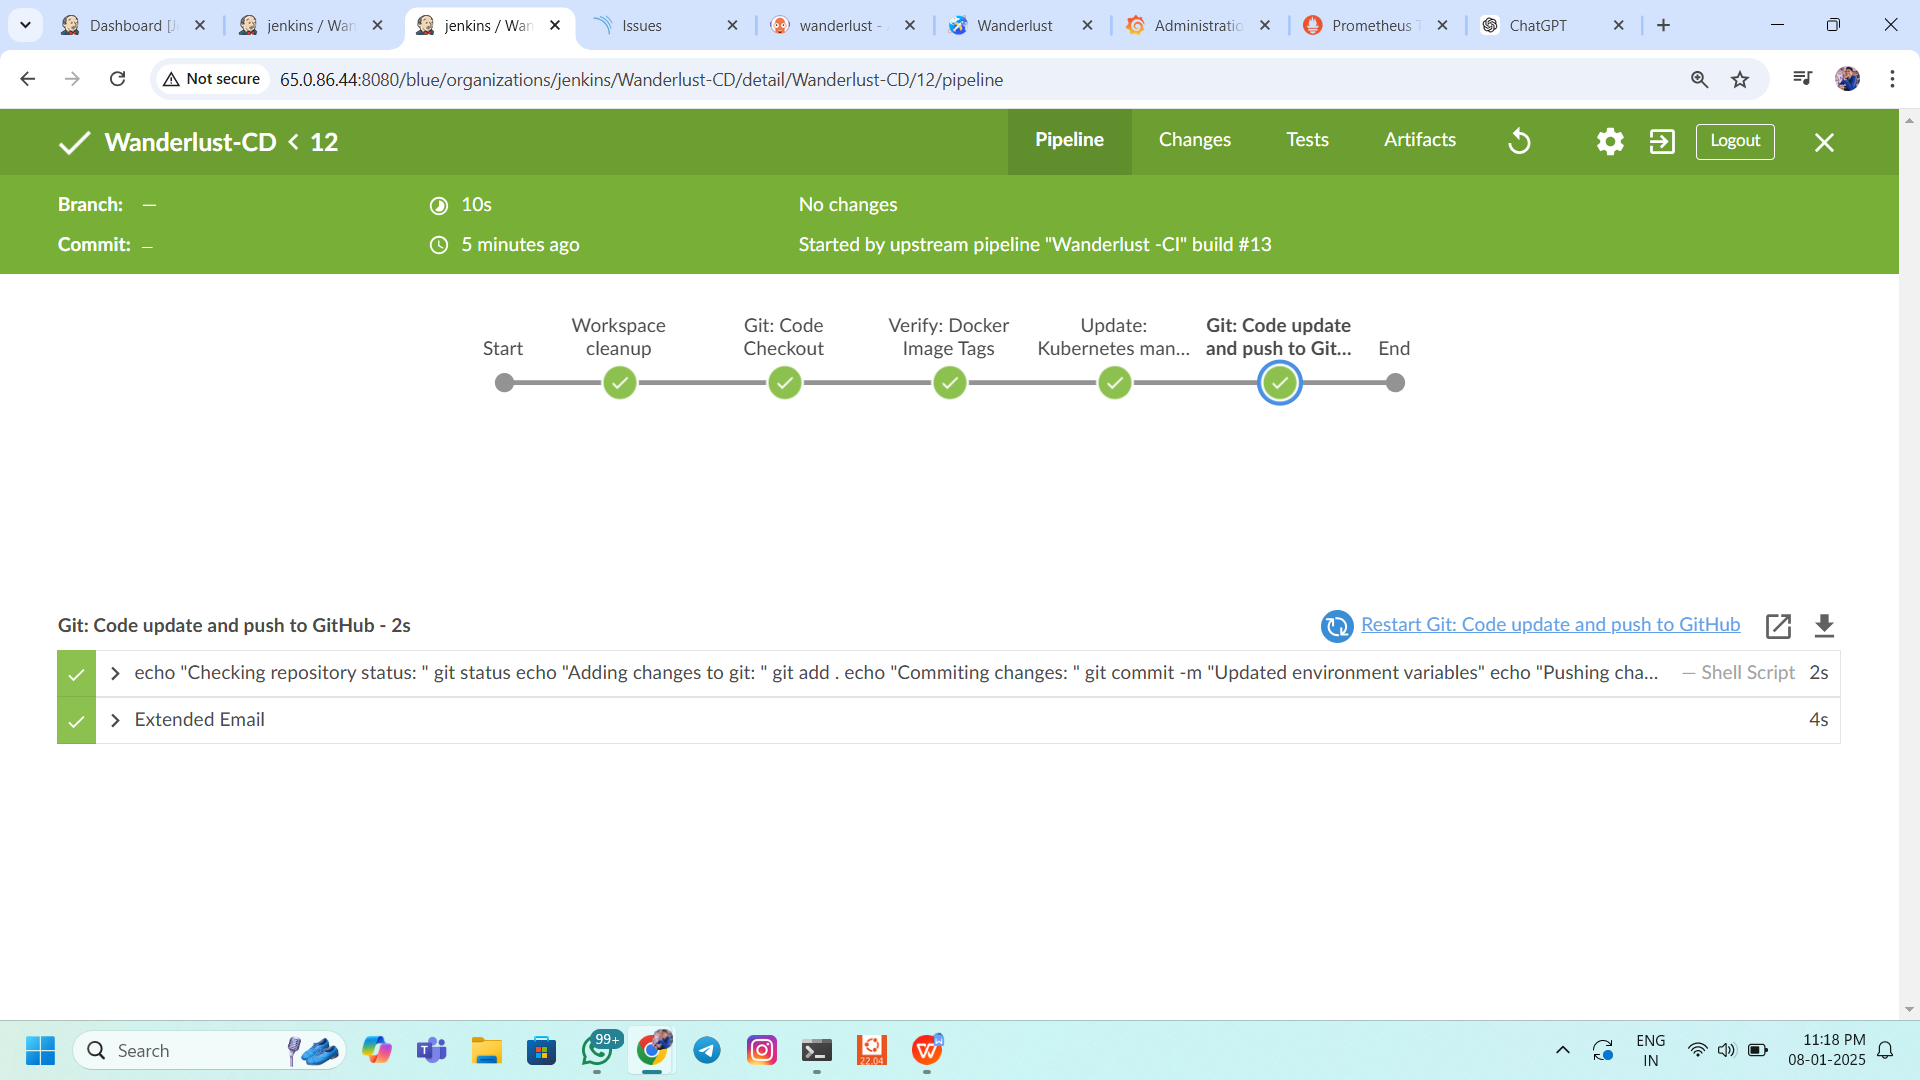 Dashboard [J
jenkins / Wan
jenkins / Wan
Issues
wanderlust -
Wanderlust
Administratio
Prometheus T
ChatGPT
Not secure
65.0.86.44:8080/blue/organizations/jenkins/Wanderlust-CD/detail/Wanderlust-CD/12/pipeline
Wanderlust-CD < 12
Pipeline
Changes
Tests
Artifacts
Logout
Branch: —
10s
No changes
Commit: —
5 minutes ago
Started by upstream pipeline "Wanderlust -CI" build #13
Start
Workspace
cleanup
Git: Code
Checkout
Verify: Docker
Image Tags
Update:
Kubernetes man...
Git: Code update
and push to Git...
End
Git: Code update and push to GitHub - 2s
Restart Git: Code update and push to GitHub
echo "Checking repository status: " git status echo "Adding changes to git: " git add . echo "Commiting changes: " git commit -m "Updated environment variables" echo "Pushing cha... — Shell Script 2s
Extended Email 4s
Search
99+
22.04
ENG
IN
11:18 PM
08-01-2025